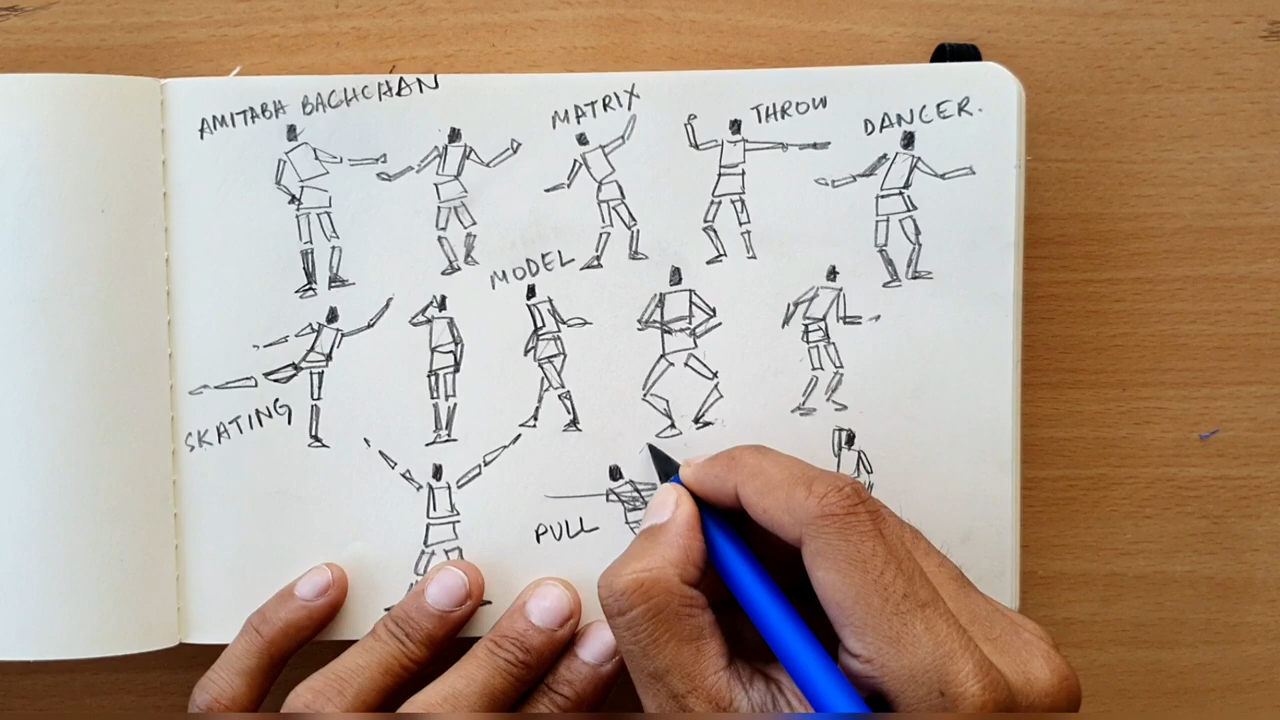 AMITABH BACHCHAN
MATRIX
THROW
DANCER.
MODEL
SKATING
PULL